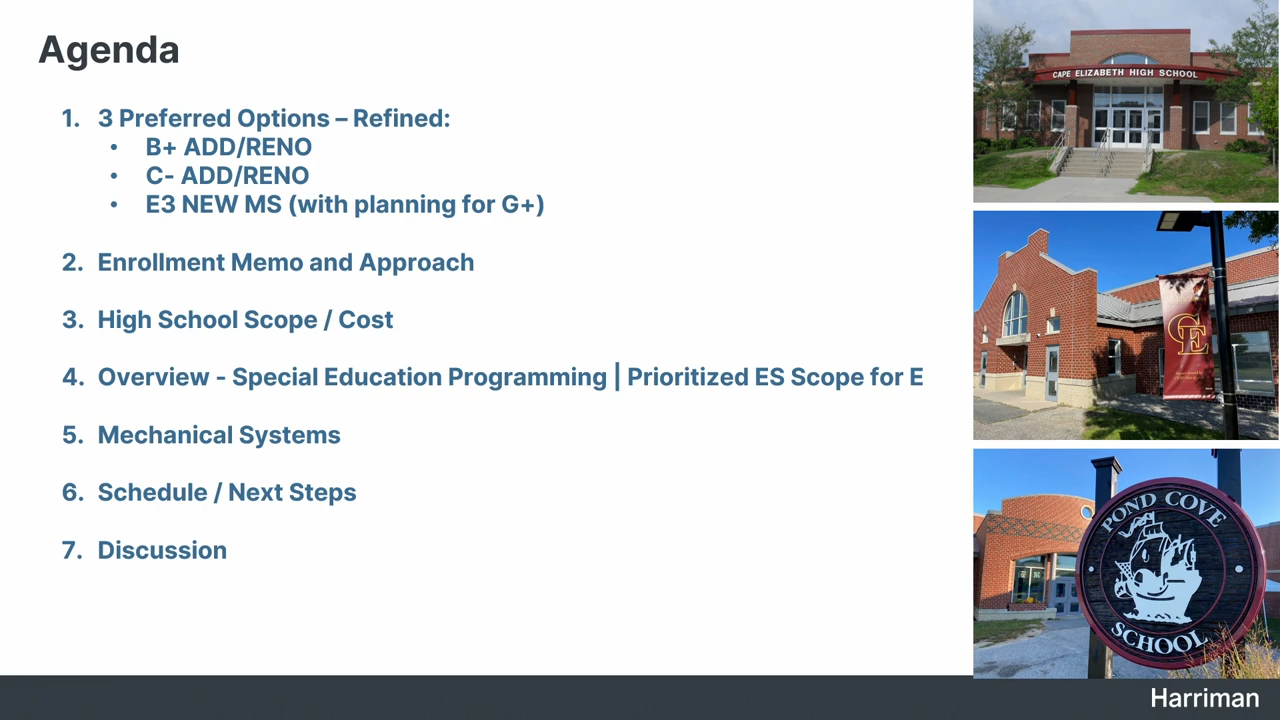 Agenda
1. 3 Preferred Options – Refined:
• B+ ADD/RENO
• C- ADD/RENO
• E3 NEW MS (with planning for G+)
2. Enrollment Memo and Approach
3. High School Scope / Cost
4. Overview - Special Education Programming | Prioritized ES Scope for E
5. Mechanical Systems
6. Schedule / Next Steps
7. Discussion
CAPE ELIZABETH HIGH SCHOOL
CE
POND COVE
SCHOOL
Harriman